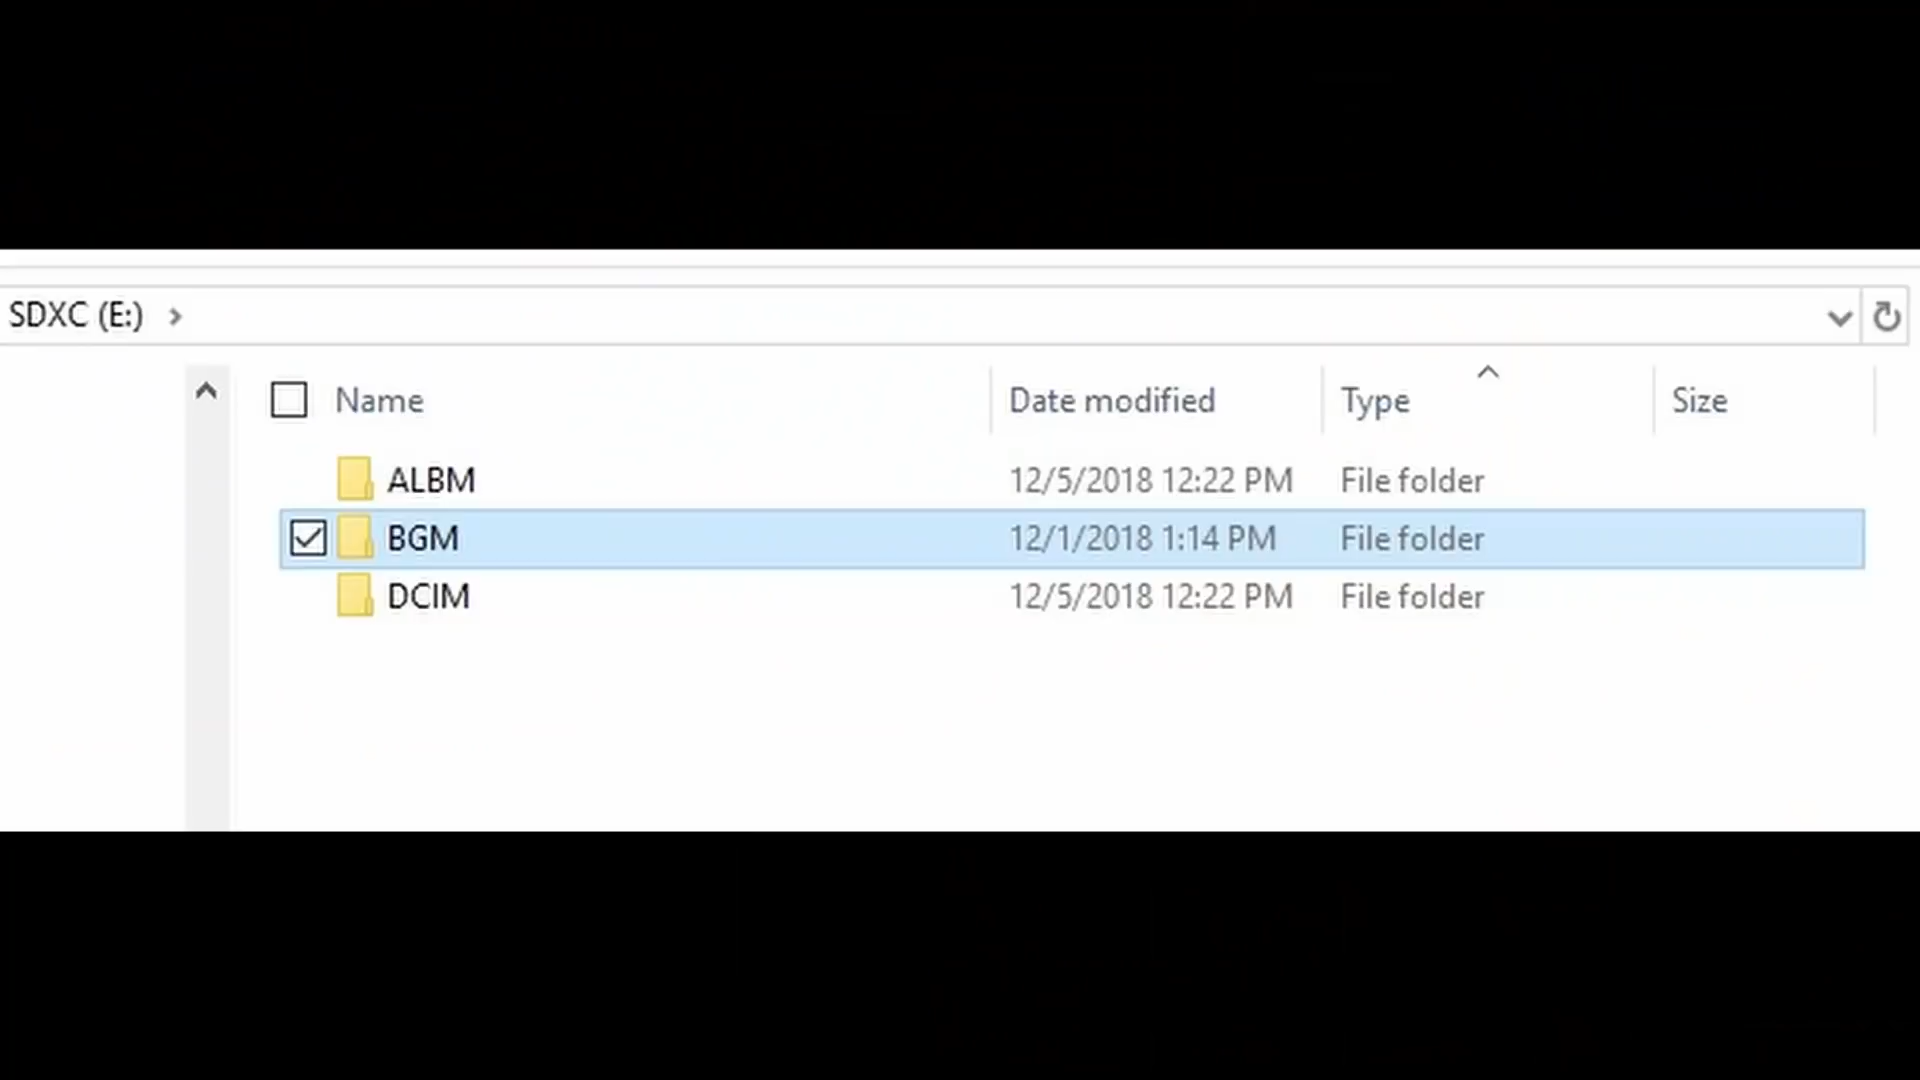 SDXC (E:)
Name Date modified Type Size
ALBM 12/5/2018 12:22 PM File folder
BGM 12/1/2018 1:14 PM File folder
DCIM 12/5/2018 12:22 PM File folder